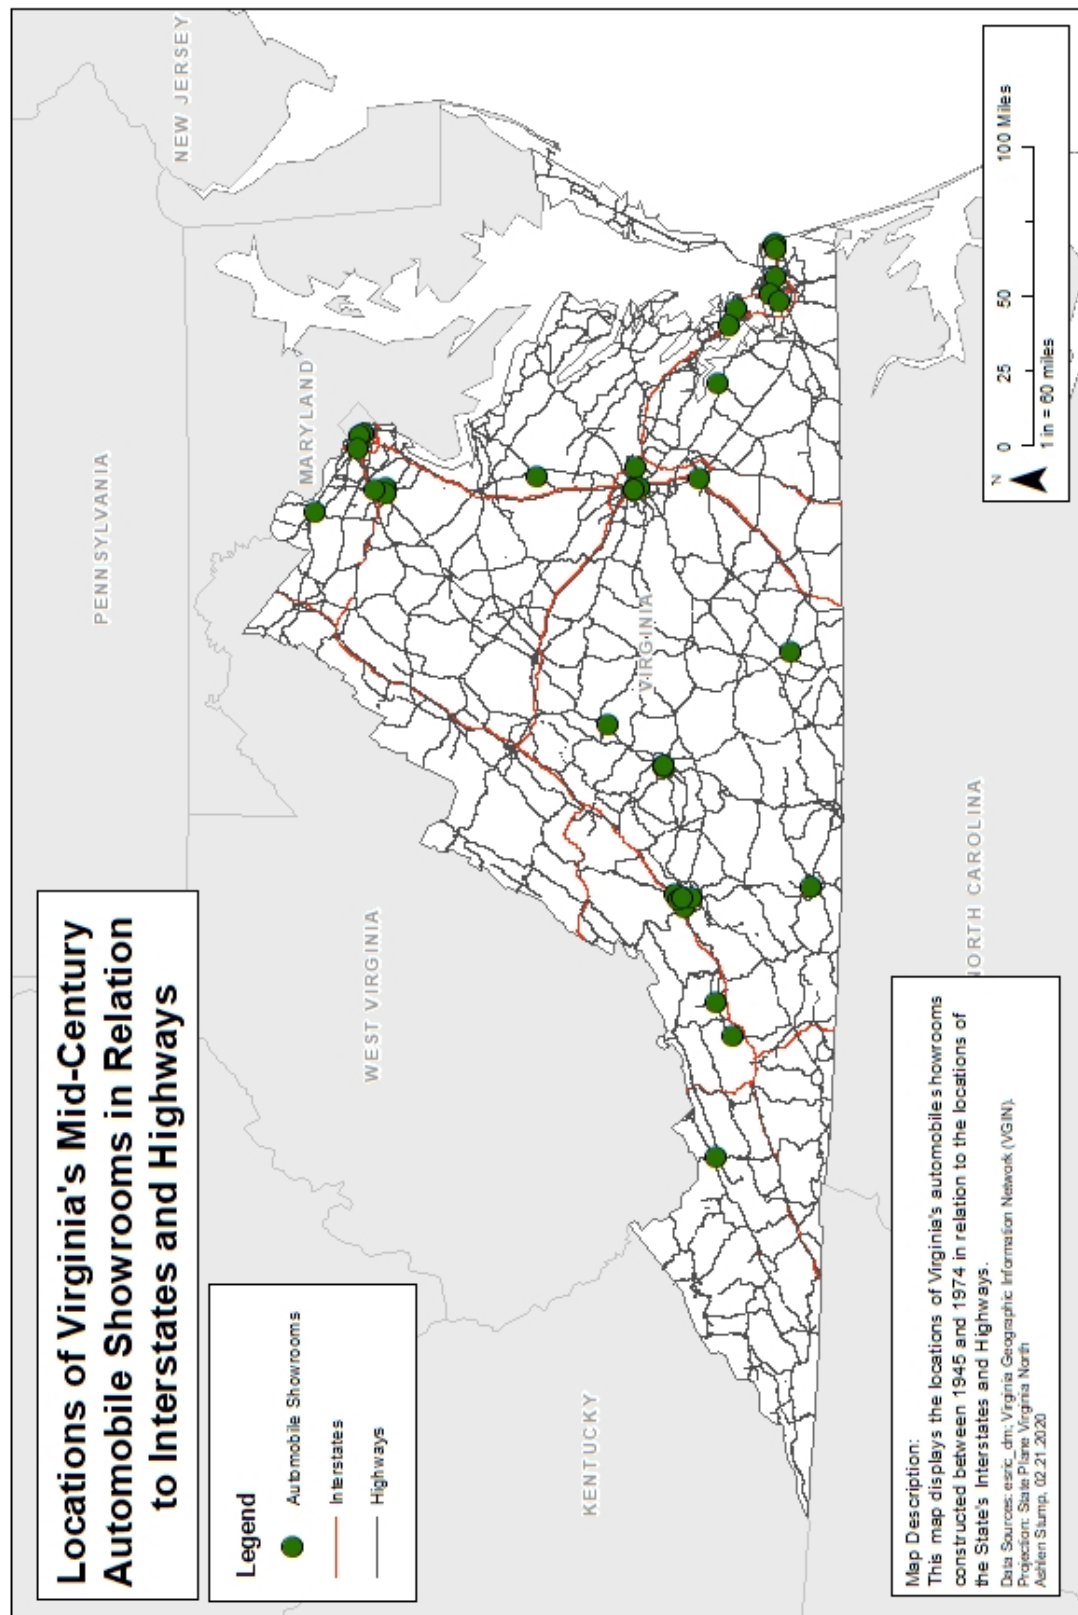 Locations of Virginia's Mid-Century
Automobile Showrooms in Relation
to Interstates and Highways
Legend
Automobile Showrooms
Interstates
Highways
PENNSYLVANIA
NEW JERSEY
MARYLAND
WEST VIRGINIA
KENTUCKY
VIRGINIA
NORTH CAROLINA
Map Description:
This map displays the locations of Virginia's automobile showrooms
constructed between 1945 and 1974 in relation to the locations of
the State's Interstates and Highways.
Data Sources: esric_dm; Virginia Geographic Information Network (VGIN).
Projection: State Plane Virginia North
Ashlen Stump, 02.21.2020
N
0 25 50 100 Miles
1 in = 60 miles